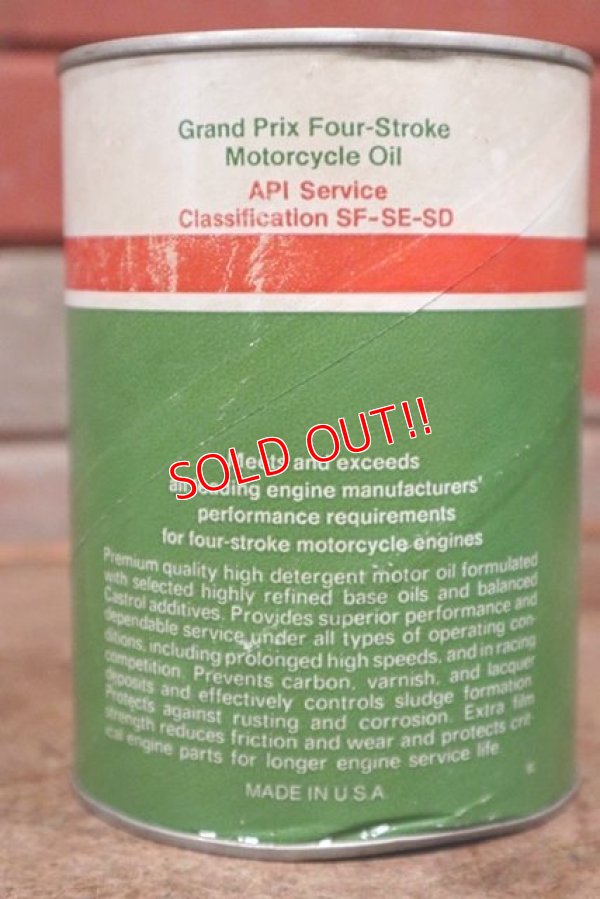 Grand Prix Four-Stroke
Motorcycle Oil
API Service
Classification SF-SE-SD
SOLD OUT!!
Meets and exceeds
engine manufacturers'
performance requirements
for four-stroke motorcycle engines
Premium quality high detergent motor oil formulated
with selected highly refined base oils and balanced
Castrol additives. Provides superior performance and
dependable service under all types of operating con-
ditions, including prolonged high speeds, and in racing
competition. Prevents carbon, varnish, and lacquer
deposits and effectively controls sludge formation.
Protects against rusting and corrosion. Extra film
strength reduces friction and wear and protects crit
cal engine parts for longer engine service life.
MADE IN U.S.A.